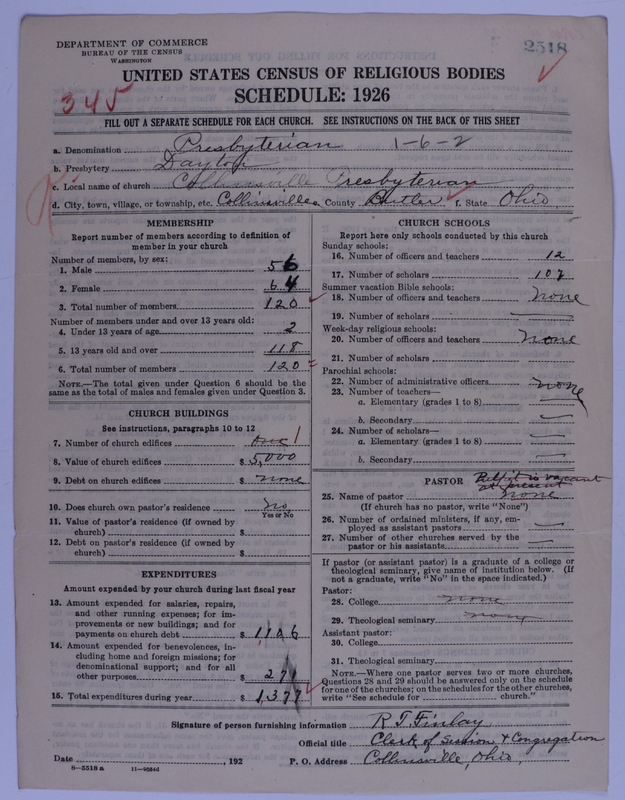 DEPARTMENT OF COMMERCE
BUREAU OF THE CENSUS
WASHINGTON
2518
UNITED STATES CENSUS OF RELIGIOUS BODIES
SCHEDULE: 1926
345
FILL OUT A SEPARATE SCHEDULE FOR EACH CHURCH. SEE INSTRUCTIONS ON THE BACK OF THIS SHEET
a. Denomination Presbyterian 1-6-2
b. Presbytery Dayton
c. Local name of church Collinsville Presbyterian
d. City, town, village, or township, etc. Collinsville e. County Butler f. State Ohio
MEMBERSHIP
Report number of members according to definition of
member in your church
Number of members, by sex:
1. Male 56
2. Female 64
3. Total number of members 120
Number of members under and over 13 years old:
4. Under 13 years of age 2
5. 13 years old and over 118
6. Total number of members 120
NOTE.—The total given under Question 6 should be the
same as the total of males and females given under Question 3.
CHURCH BUILDINGS
See instructions, paragraphs 10 to 12
7. Number of church edifices one 1
8. Value of church edifices $ 5,000
9. Debt on church edifices $ none
10. Does church own pastor's residence no
Yes or No
11. Value of pastor's residence (if owned by
church) $
12. Debt on pastor's residence (if owned by
church) $
EXPENDITURES
Amount expended by your church during last fiscal year
13. Amount expended for salaries, repairs,
and other running expenses; for im-
provements or new buildings; and for
payments on church debt $ 1106
14. Amount expended for benevolences, in-
cluding home and foreign missions; for
denominational support; and for all
other purposes $ 271
15. Total expenditures during year $ 1,377
CHURCH SCHOOLS
Report here only schools conducted by this church
Sunday schools:
16. Number of officers and teachers 12
17. Number of scholars 107
Summer vacation Bible schools:
18. Number of officers and teachers none
19. Number of scholars —
Week-day religious schools:
20. Number of officers and teachers none
21. Number of scholars —
Parochial schools:
22. Number of administrative officers none
23. Number of teachers—
a. Elementary (grades 1 to 8) —
b. Secondary —
24. Number of scholars—
a. Elementary (grades 1 to 8) —
b. Secondary —
PASTOR Pulpit is vacant
at present
25. Name of pastor none
(If church has no pastor, write "None")
26. Number of ordained ministers, if any, em-
ployed as assistant pastors —
27. Number of other churches served by the
pastor or his assistants —
If pastor (or assistant pastor) is a graduate of a college or
theological seminary, give name of institution below. (If
not a graduate, write "No" in the space indicated.)
Pastor:
28. College none
29. Theological seminary none
Assistant pastor:
30. College
31. Theological seminary
NOTE.—Where one pastor serves two or more churches,
Questions 28 and 29 should be answered only on the schedule
for one of the churches; on the schedules for the other churches,
write "See schedule for church."
Signature of person furnishing information R T Finlay
Official title Clerk of Session & Congregation
Date , 192 P. O. Address Collinsville, Ohio,
8—5518 a